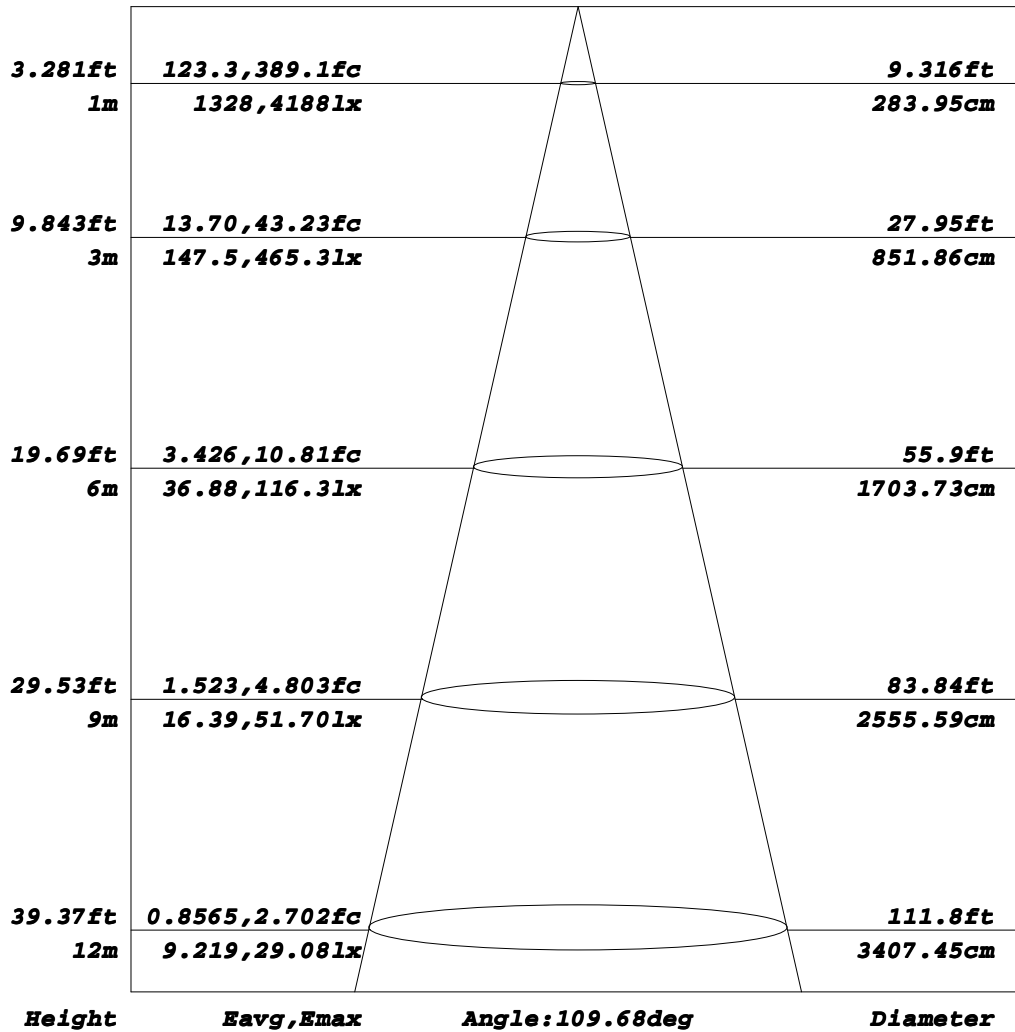 3.281ft 123.3,389.1fc 9.316ft
1m 1328,4188lx 283.95cm
9.843ft 13.70,43.23fc 27.95ft
3m 147.5,465.3lx 851.86cm
19.69ft 3.426,10.81fc 55.9ft
6m 36.88,116.3lx 1703.73cm
29.53ft 1.523,4.803fc 83.84ft
9m 16.39,51.70lx 2555.59cm
39.37ft 0.8565,2.702fc 111.8ft
12m 9.219,29.08lx 3407.45cm
Height Eavg,Emax Angle:109.68deg Diameter